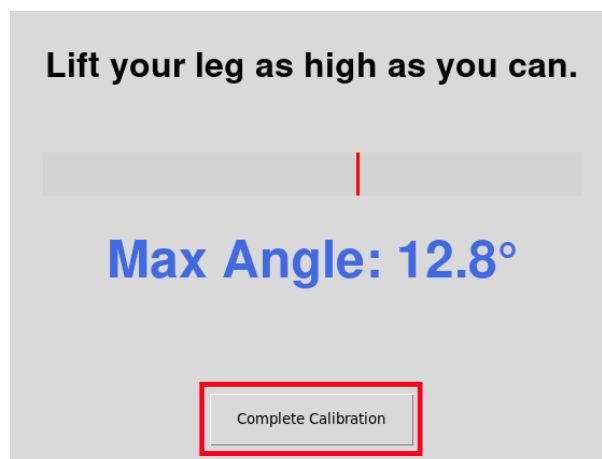 Lift your leg as high as you can.
Max Angle: 12.8°
Complete Calibration